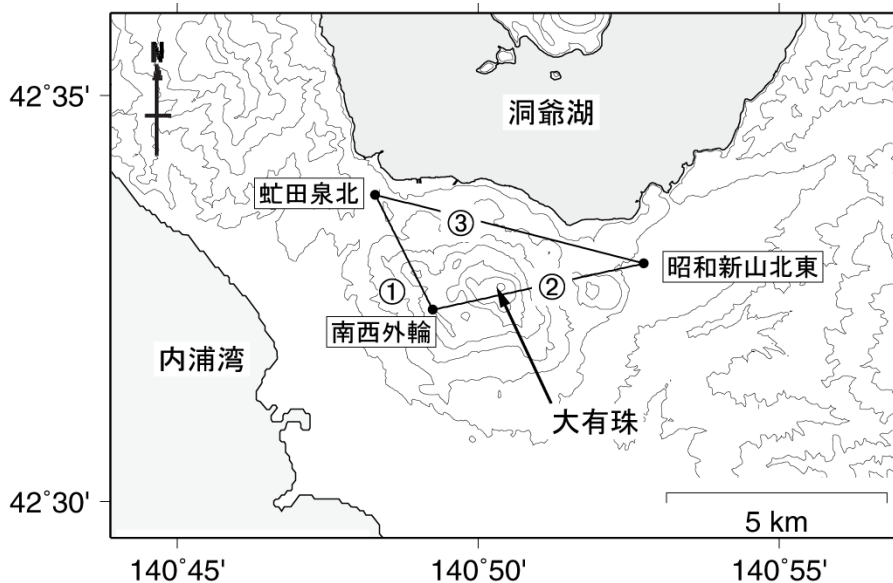 N
42˚35'
洞爺湖
虻田泉北
③
昭和新山北東
①
②
南西外輪
内浦湾
大有珠
42˚30'
5 km
140˚45'
140˚50'
140˚55'